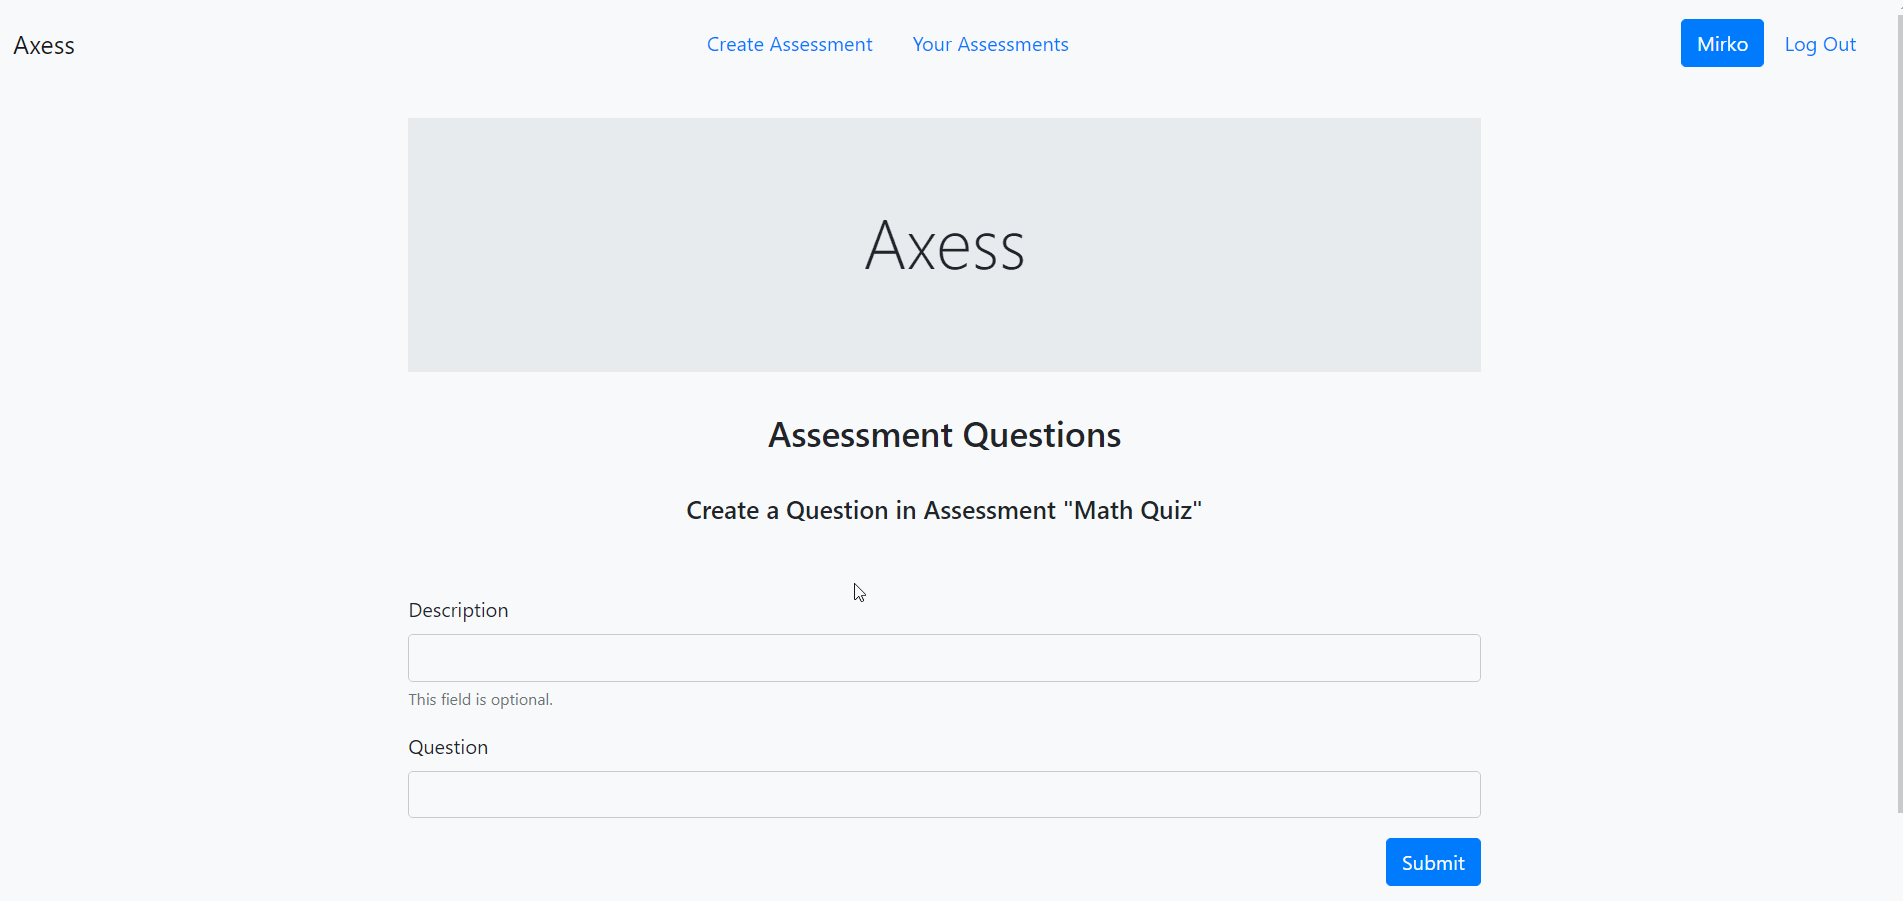 Axess
Create Assessment
Your Assessments
Mirko
Log Out
Axess
Assessment Questions
Create a Question in Assessment "Math Quiz"
Description
This field is optional.
Question
Submit